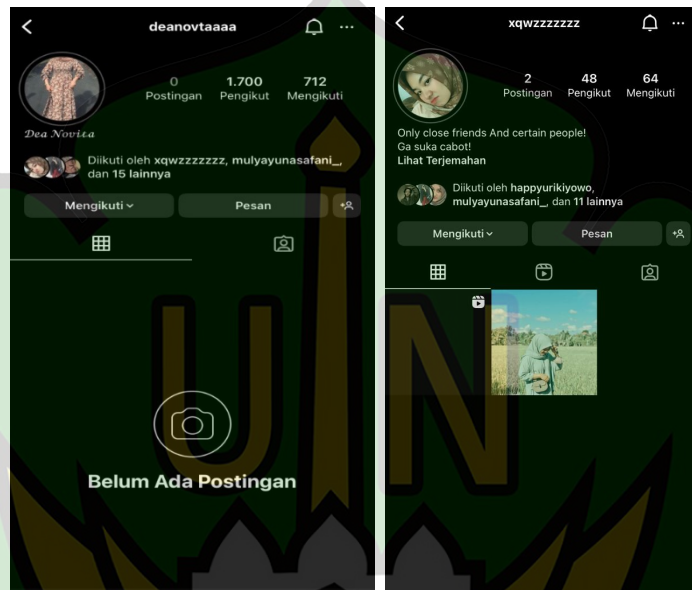 deanovtaaaa
0 1.700 712
Postingan Pengikut Mengikuti
Dea Novita
Diikuti oleh xqwzzzzzzz, mulyayunasafani_,
dan 15 lainnya
Mengikuti Pesan
Belum Ada Postingan
xqwzzzzzzz
2 48 64
Postingan Pengikut Mengikuti
Only close friends And certain people!
Ga suka cabot!
Lihat Terjemahan
Diikuti oleh happyurikiyowo,
mulyayunasafani_, dan 11 lainnya
Mengikuti Pesan
UIN